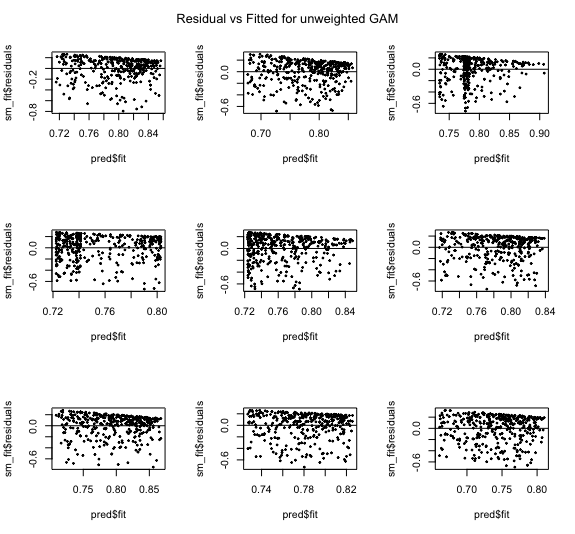 Residual vs Fitted for unweighted GAM
sm_fit$residuals
-0.8 -0.2
0.72 0.76 0.80 0.84
pred$fit
sm_fit$residuals
-0.6 0.0
0.70 0.80
pred$fit
sm_fit$residuals
-0.6 0.0
0.75 0.80 0.85 0.90
pred$fit
sm_fit$residuals
-0.6 0.0
0.72 0.76 0.80
pred$fit
sm_fit$residuals
-0.6 0.0
0.72 0.76 0.80 0.84
pred$fit
sm_fit$residuals
-0.6 0.0
0.72 0.76 0.80 0.84
pred$fit
sm_fit$residuals
-0.6 0.0
0.75 0.80 0.85
pred$fit
sm_fit$residuals
-0.6 0.0
0.74 0.78 0.82
pred$fit
sm_fit$residuals
-0.6 0.0
0.70 0.75 0.80
pred$fit